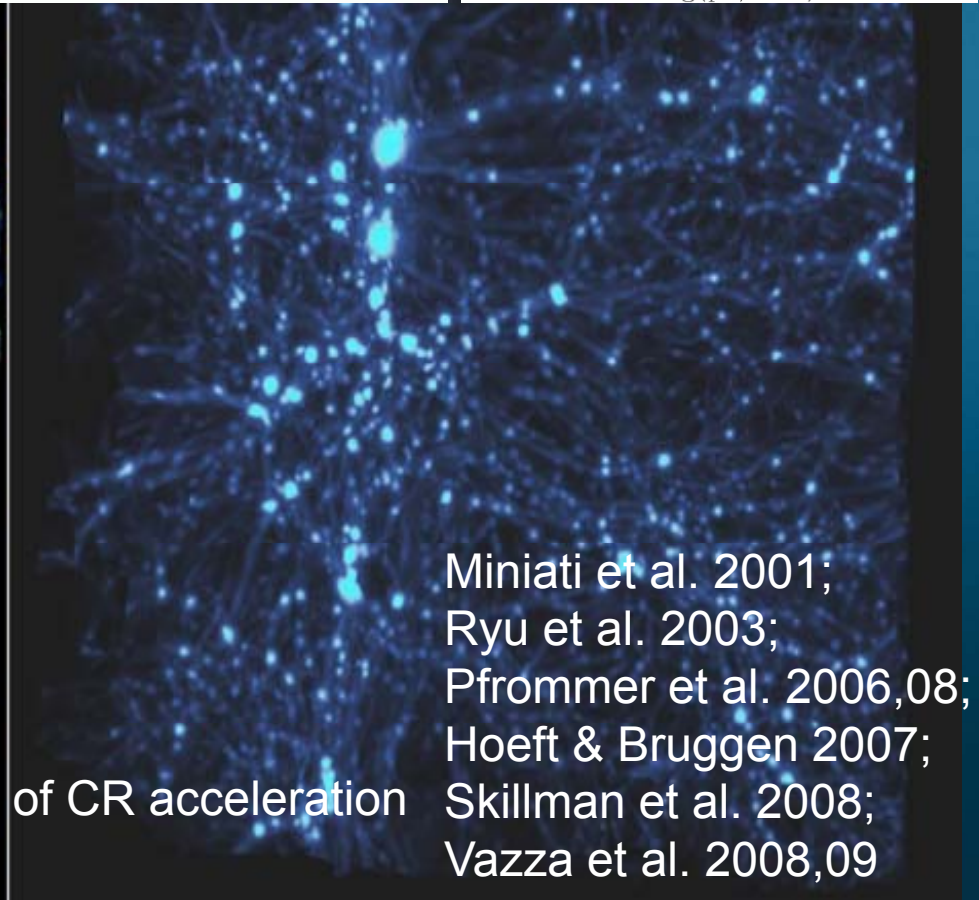 Miniati et al. 2001;
Ryu et al. 2003;
Pfrommer et al. 2006,08;
Hoeft & Bruggen 2007;
of CR acceleration
Skillman et al. 2008;
Vazza et al. 2008,09